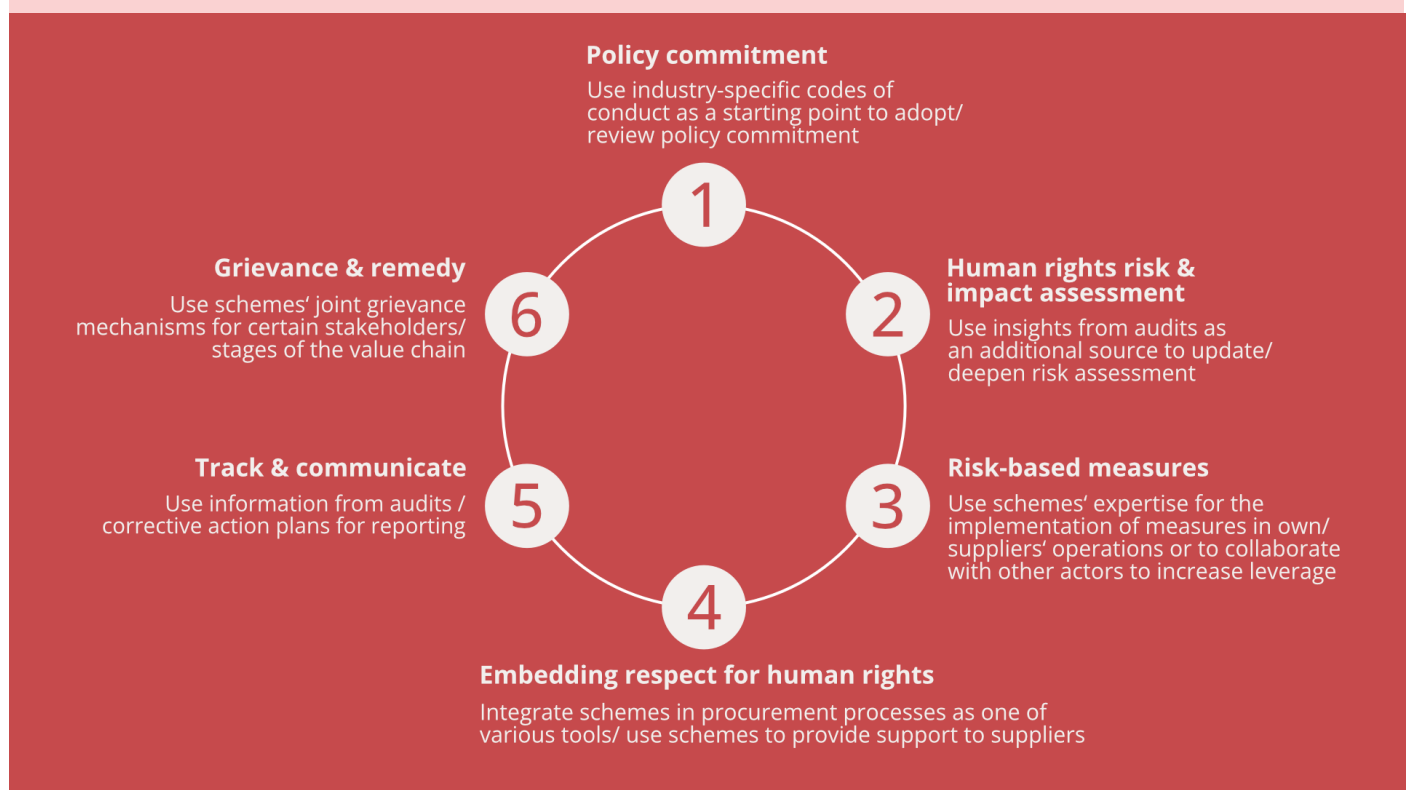 Policy commitment
Use industry-specific codes of
conduct as a starting point to adopt/
review policy commitment
1
Human rights risk &
impact assessment
Use insights from audits as
an additional source to update/
deepen risk assessment
2
Risk-based measures
Use schemes‘ expertise for the
implementation of measures in own/
suppliers‘ operations or to collaborate
with other actors to increase leverage
3
4
Embedding respect for human rights
Integrate schemes in procurement processes as one of
various tools/ use schemes to provide support to suppliers
Track & communicate
Use information from audits /
corrective action plans for reporting
5
Grievance & remedy
Use schemes‘ joint grievance
mechanisms for certain stakeholders/
stages of the value chain
6